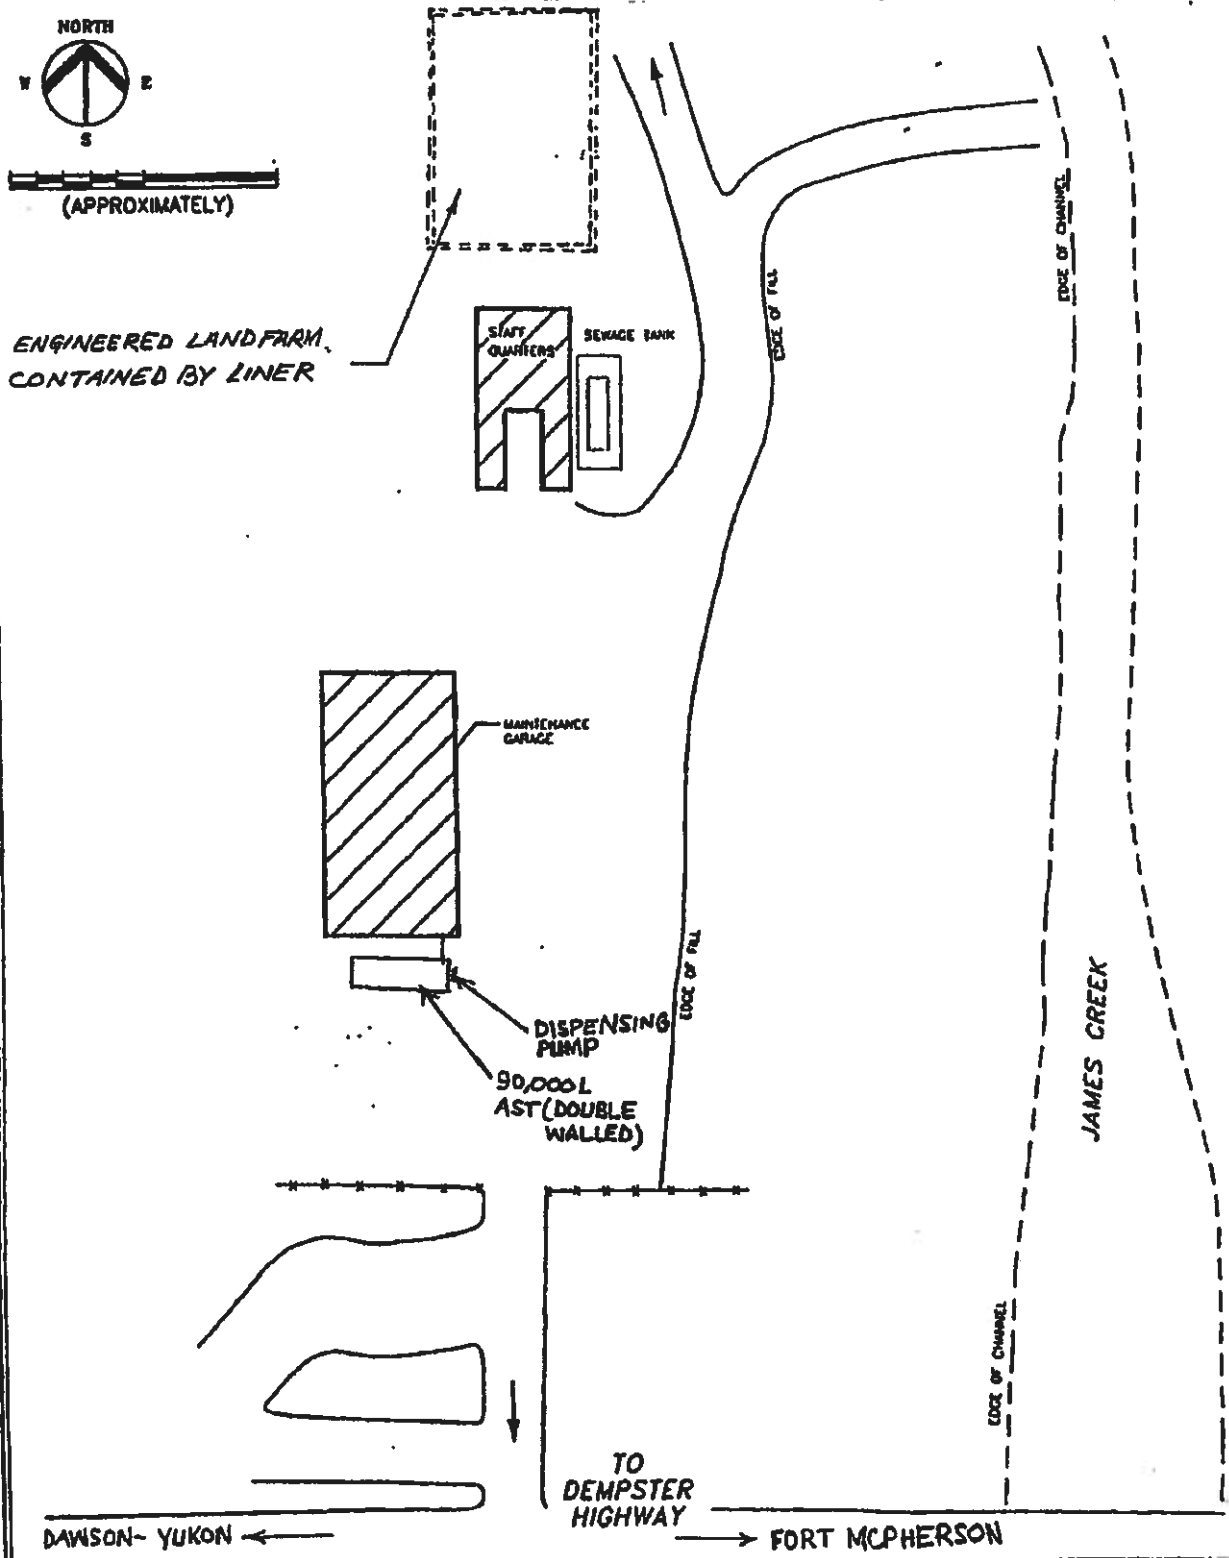 NORTH
W E
S
(APPROXIMATELY)
ENGINEERED LANDFARM.
CONTAINED BY LINER
STAFF
QUARTERS
SEWAGE TANK
EDGE OF FILL
EDGE OF CHANNEL
MAINTENANCE
GARAGE
EDGE OF FILL
DISPENSING
PUMP
90,000L
AST (DOUBLE
WALLED)
JAMES CREEK
EDGE OF CHANNEL
TO
DEMPSTER
HIGHWAY
DAWSON~ YUKON
FORT MCPHERSON